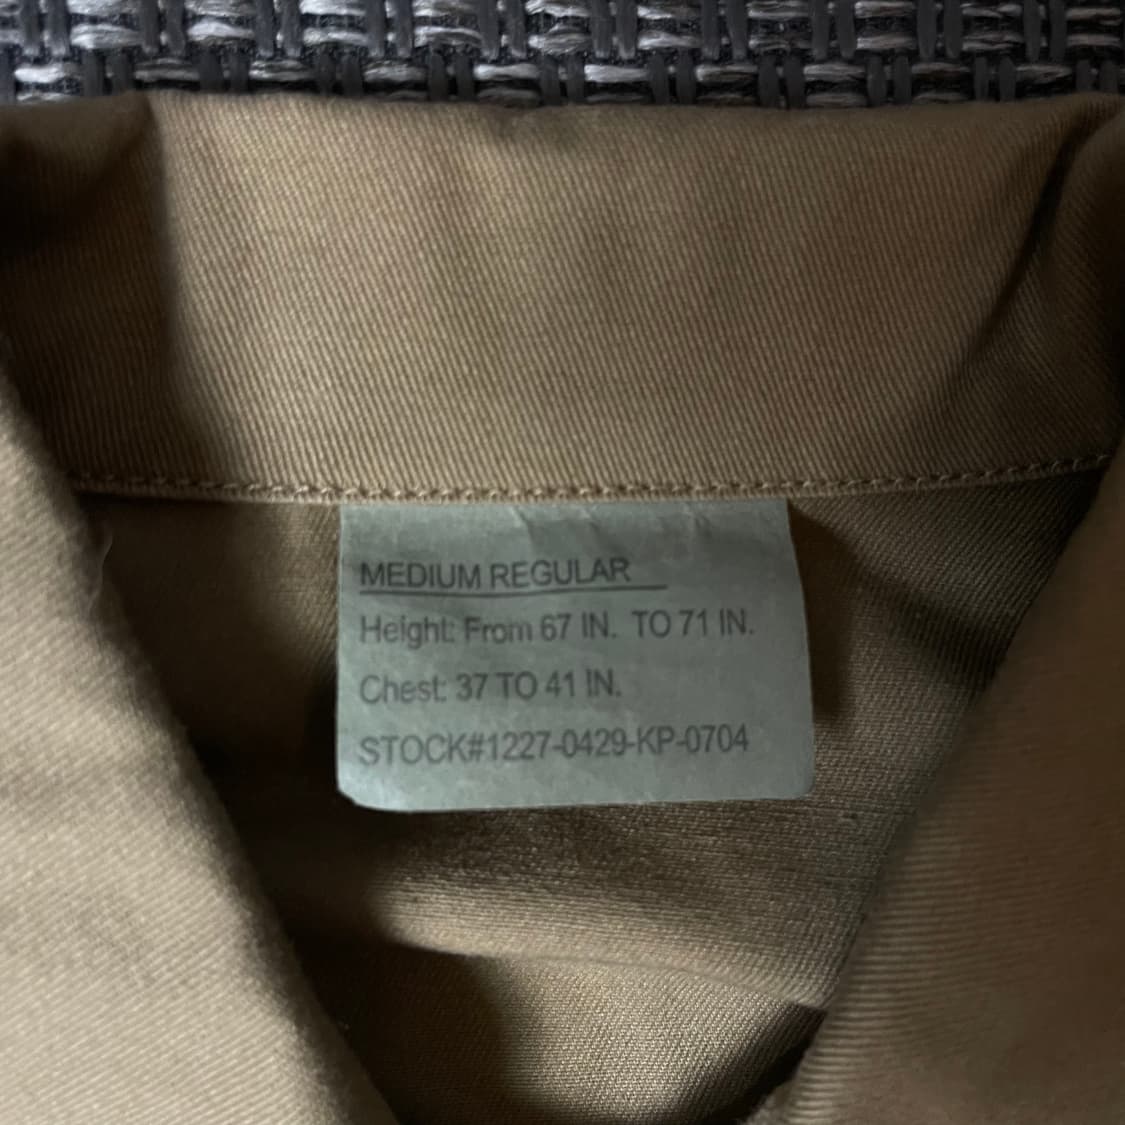 MEDIUM REGULAR
Height: From 67 IN. TO 71 IN.
Chest: 37 TO 41 IN.
STOCK#1227-0429-KP-0704